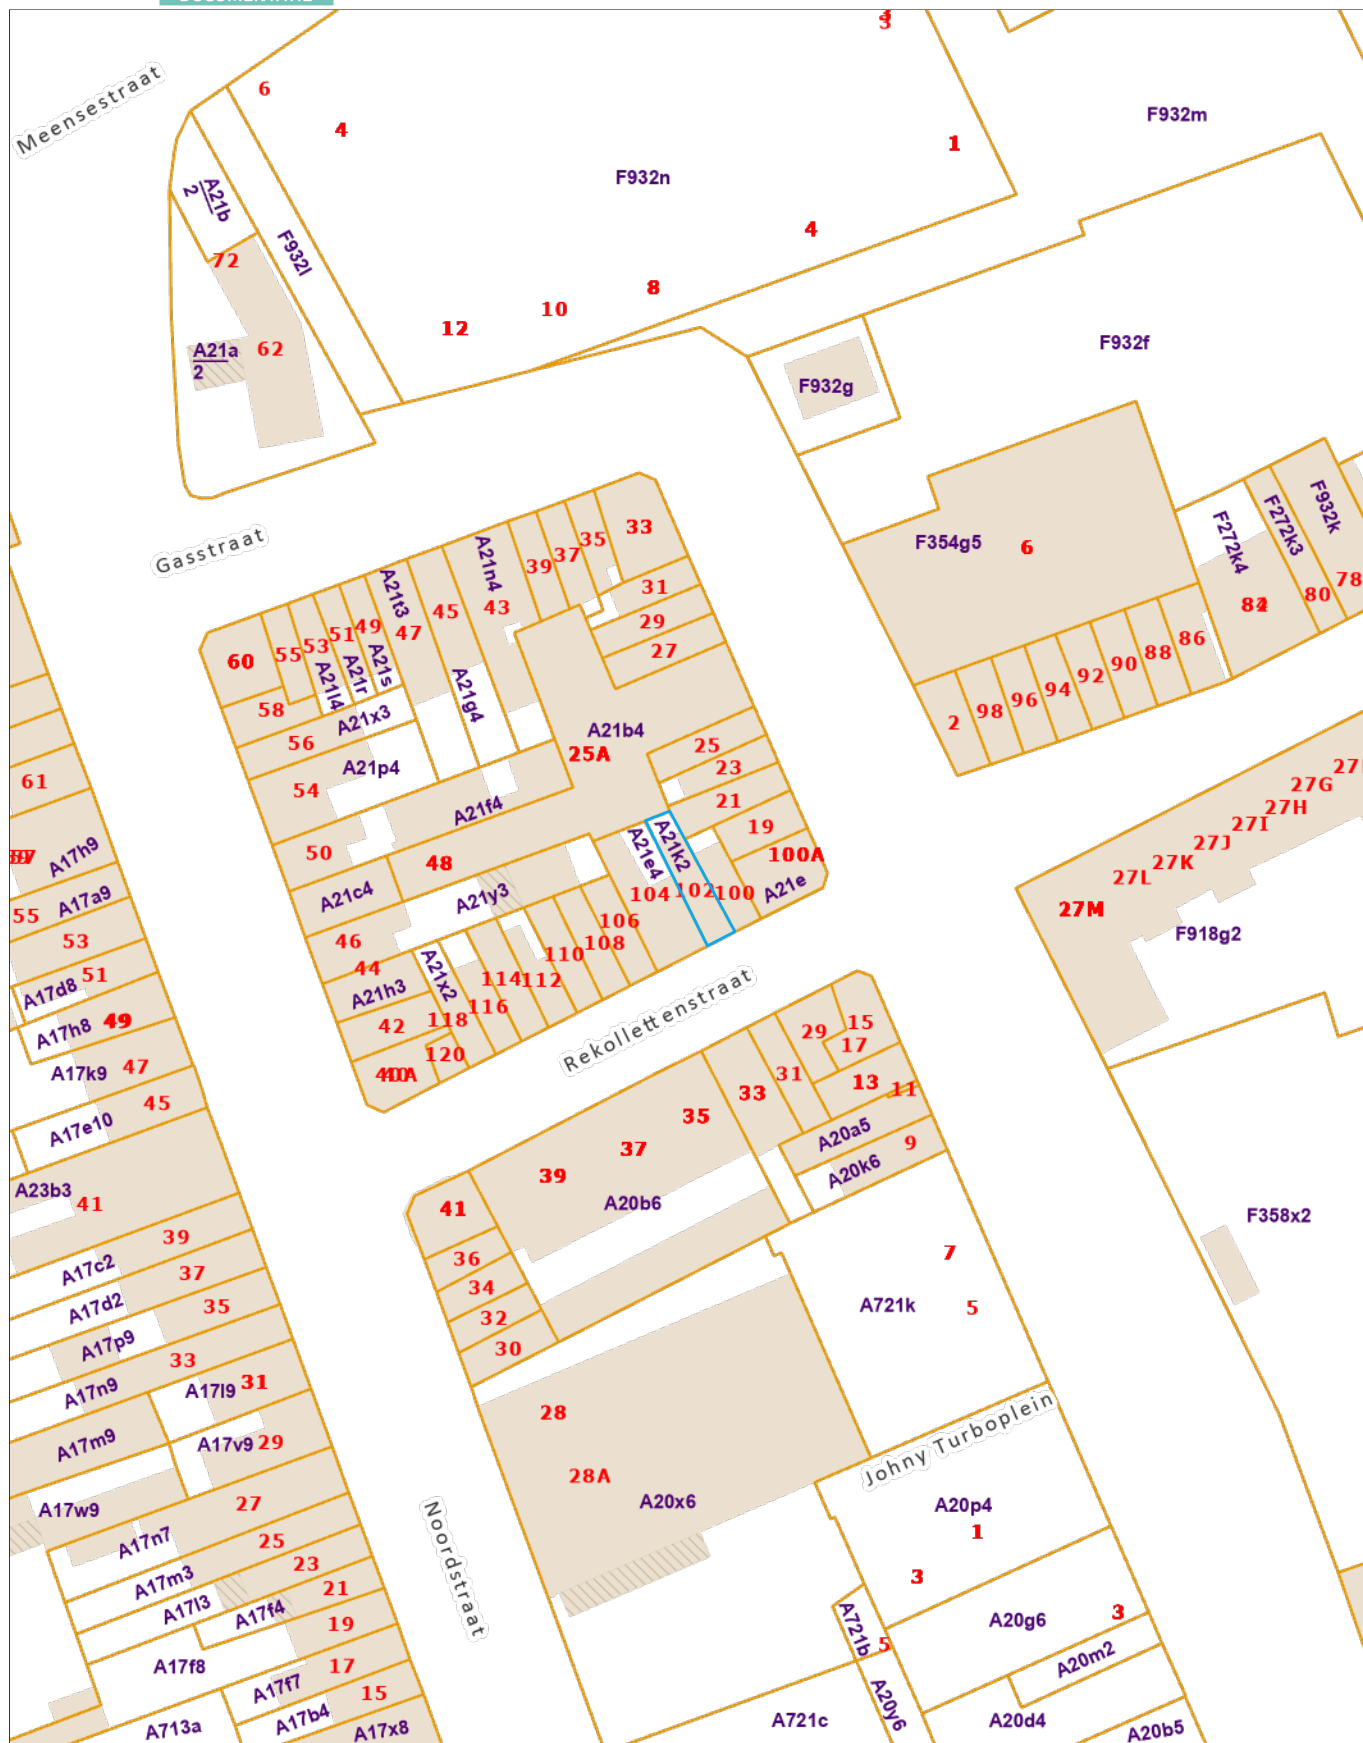 Meensestraat
6
4
3
3
1
F932m
F932n
A21b
2
F932l
4
72
8
10
12
62
A21a
2
F932f
F932g
Gasstraat
F354g5
6
F272k4
F272k3
F932k
78
80
86
88
90
92
94
96
98
2
33
35
37
39
A21n4
43
45
A21t3
47
49
51
53
55
60
31
29
27
A21s
A21r
A21l4
58
A21x3
56
A21g4
A21p4
54
A21b4
25A
25
23
21
19
100A
A21e
A21f4
50
48
A21c4
A21y3
A21e4
A21k2
104
102
100
106
108
110
112
114
116
118
120
46
44
A21h3
A21x2
42
40A
Rekollettenstraat
27G
27H
27I
27J
27K
27L
27M
F918g2
61
57
A17h9
A17a9
55
53
51
A17d8
A17h8
49
A17k9
47
45
A17e10
A23b3
41
39
A17c2
37
A17d2
35
A17p9
33
A17n9
A17l9
31
A17m9
A17v9
29
A17w9
27
A17n7
25
A17m3
23
A17l3
21
A17f4
19
A17f8
17
A17f7
15
A17b4
A713a
A17x8
29
15
17
31
13
11
33
35
A20a5
9
37
A20k6
39
A20b6
41
36
34
32
30
F358x2
7
A721k
5
28
28A
A20x6
Johny Turboplein
Noordstraat
A20p4
1
3
A20g6
3
A721b
5
A20m2
A20y6
A721c
A20d4
A20b5